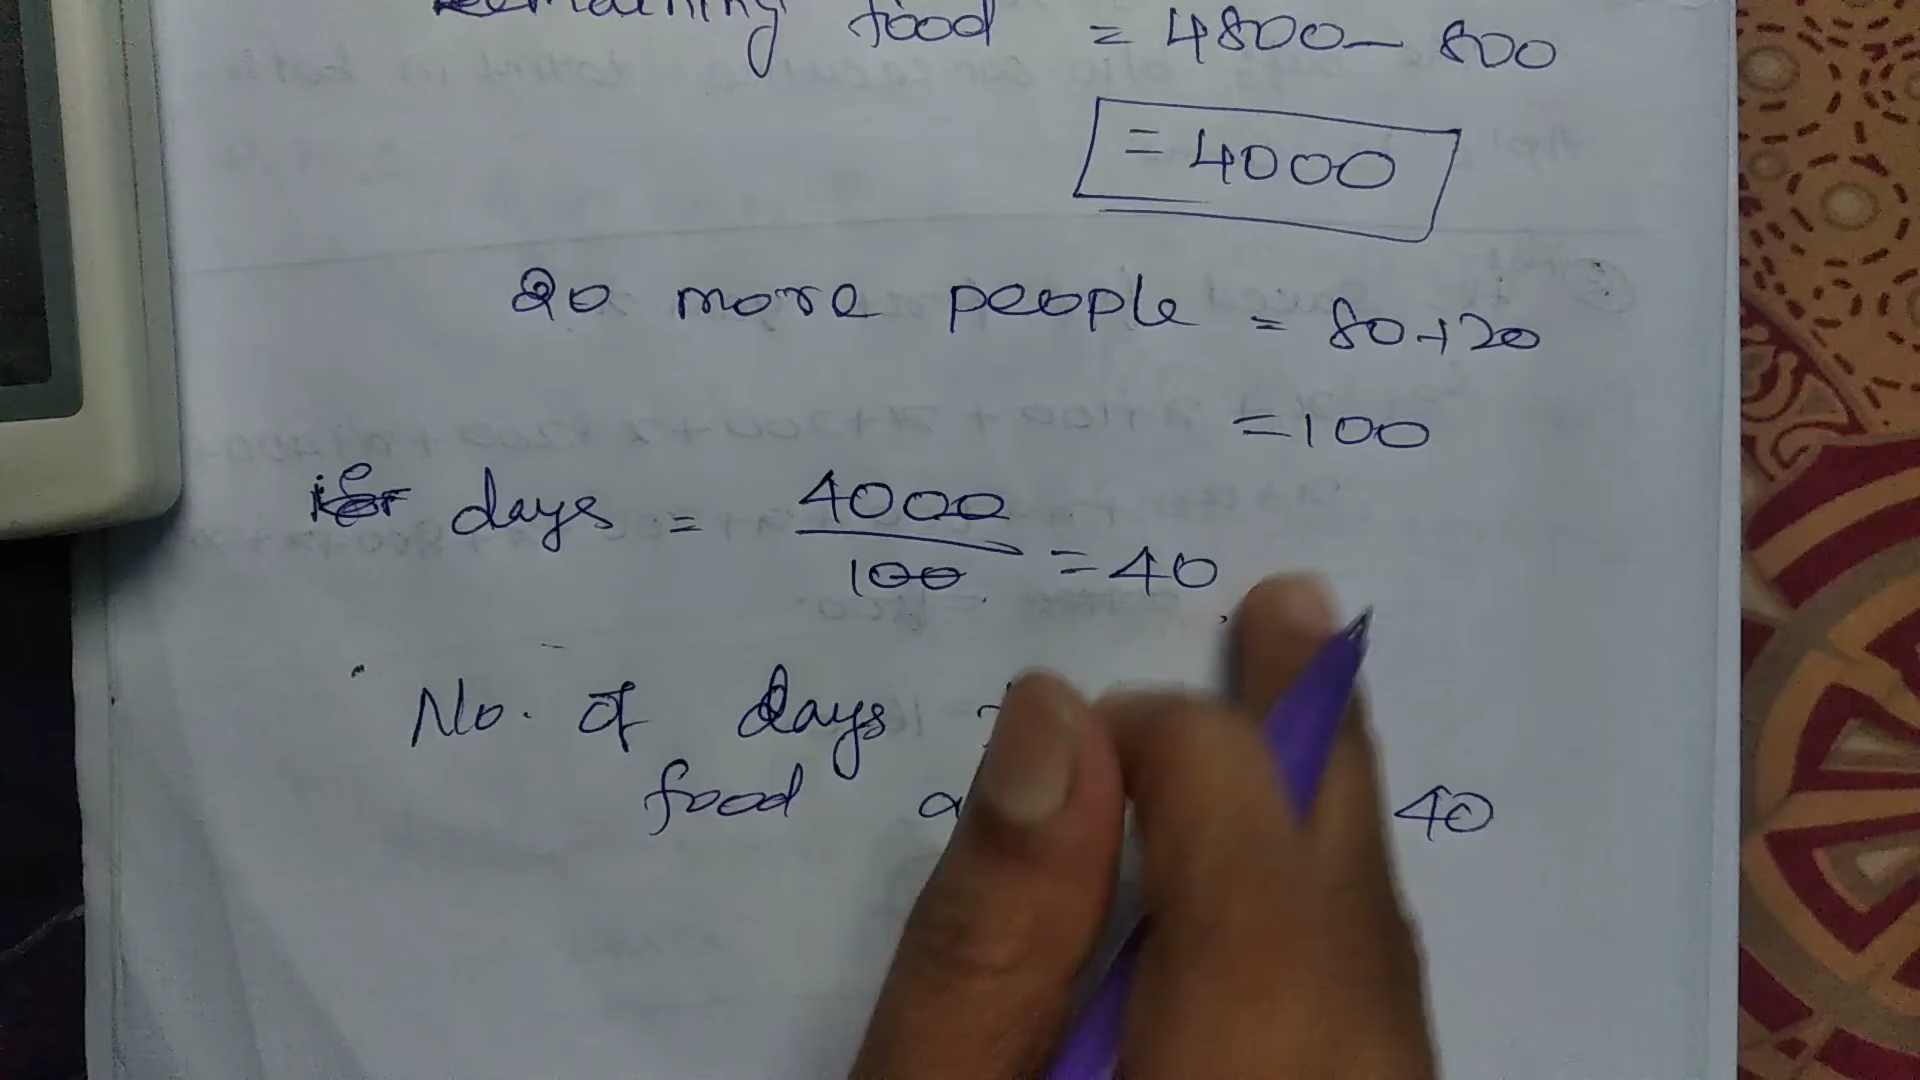 Remaining food = 4800 - 800
= 4000
20 more people = 80+20
= 100
days = 4000/100 = 40
No. of days
food 40